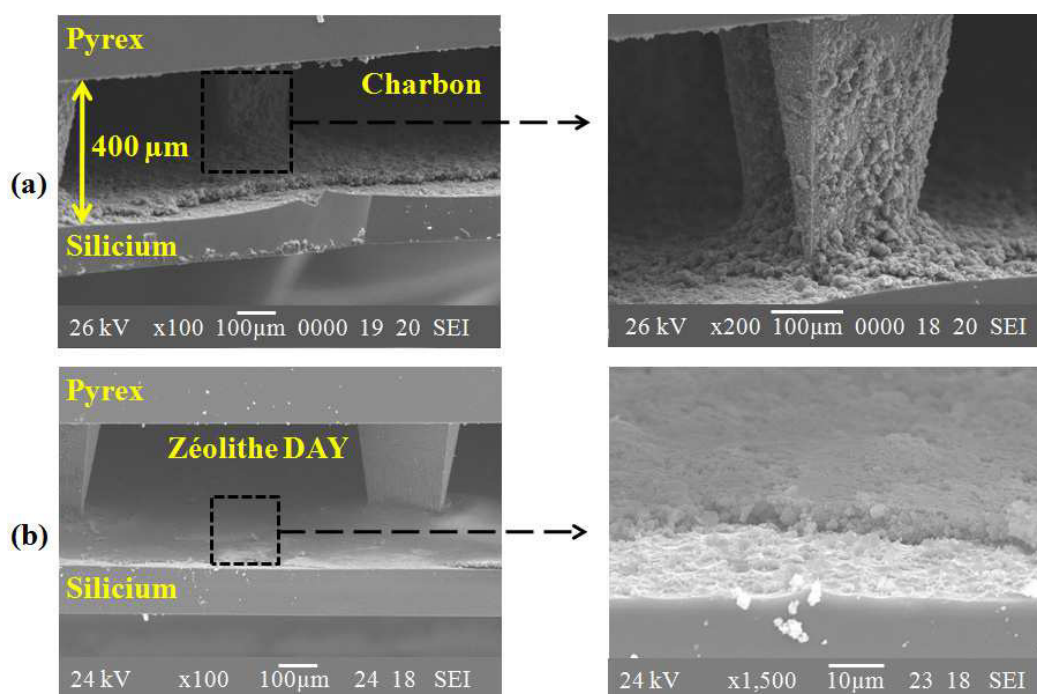 Pyrex
Charbon
400 µm
(a)
Silicium
26 kV x100 100µm 0000 19 20 SEI
26 kV x200 100µm 0000 18 20 SEI
Pyrex
Zéolithe DAY
(b)
Silicium
24 kV x100 100µm 24 18 SEI
24 kV x1,500 10µm 23 18 SEI